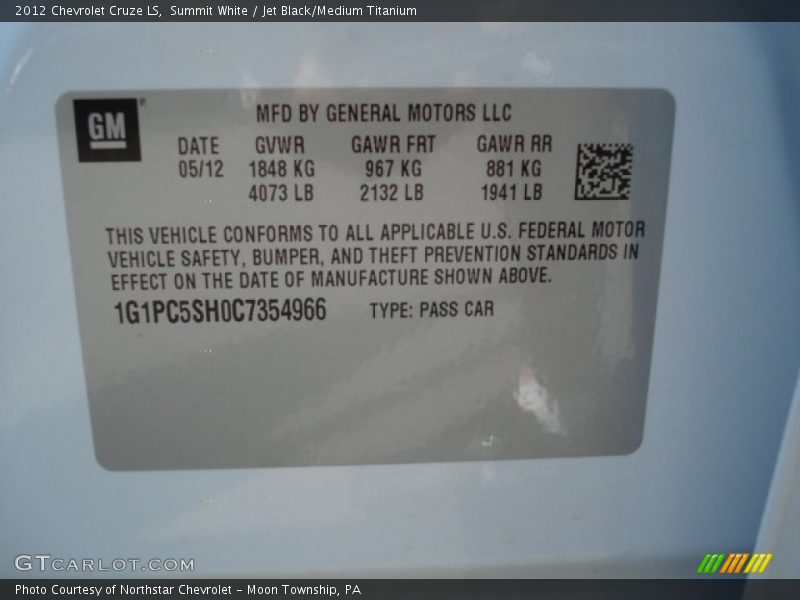 2012 Chevrolet Cruze LS,  Summit White / Jet Black/Medium Titanium
GM
MFD BY GENERAL MOTORS LLC
DATE GVWR GAWR FRT GAWR RR
05/12 1848 KG 967 KG 881 KG
4073 LB 2132 LB 1941 LB
THIS VEHICLE CONFORMS TO ALL APPLICABLE U.S. FEDERAL MOTOR
VEHICLE SAFETY, BUMPER, AND THEFT PREVENTION STANDARDS IN
EFFECT ON THE DATE OF MANUFACTURE SHOWN ABOVE.
1G1PC5SH0C7354966 TYPE: PASS CAR
GTCARLOT.COM
Photo Courtesy of Northstar Chevrolet - Moon Township, PA